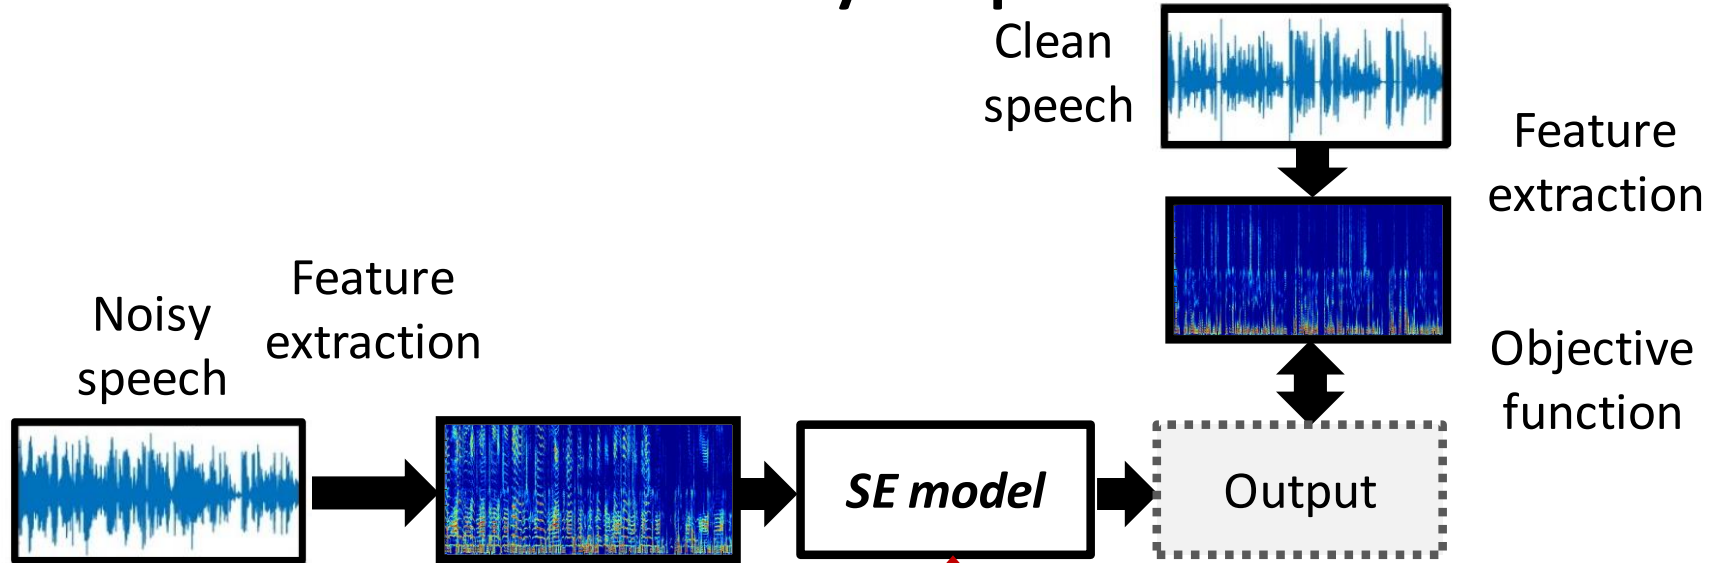 Clean
speech
Feature
extraction
Feature
extraction
Noisy
speech
Objective
function
SE model
Output